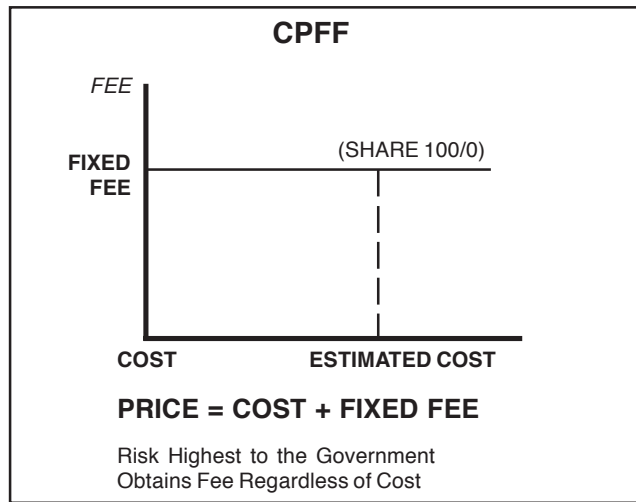 CPFF
FEE
(SHARE 100/0)
FIXED
FEE
COST
ESTIMATED COST
PRICE = COST + FIXED FEE
Risk Highest to the Government
Obtains Fee Regardless of Cost